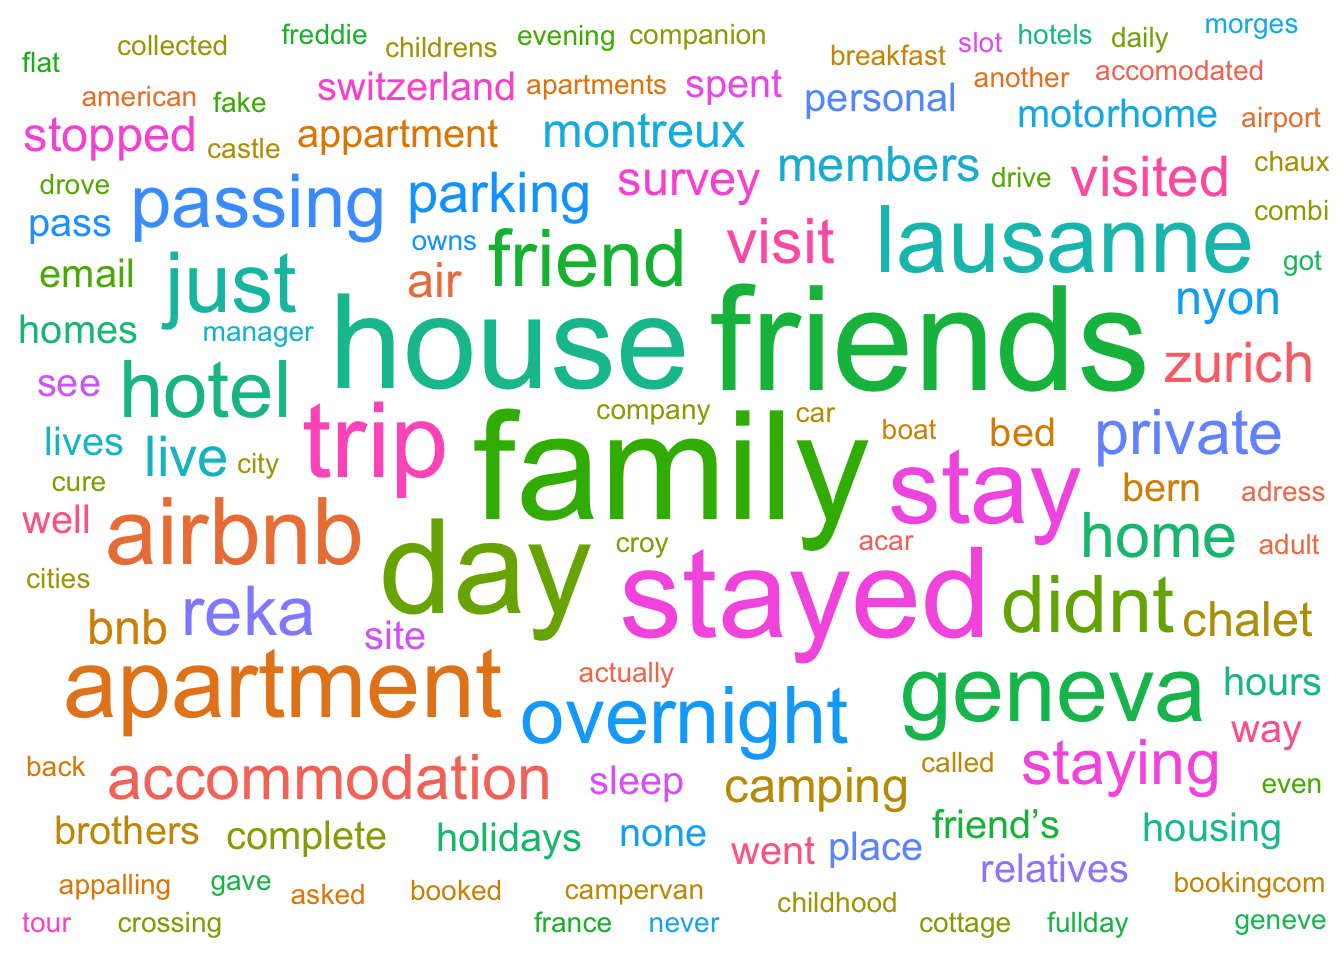 freddie evening companion morges
collected childrens breakfast slot hotels daily
flat
american fake switzerland apartments spent personal another accomodated
stopped castle appartment montreux motorhome airport
drove passing parking survey members drive visited chaux
pass owns friend visit lausanne combi
email just air got
homes manager house friends nyon
see hotel zurich
lives live city trip company car boat bed private
cure family stay bern adress
well airbnb day croy acar home adult
cities reka stayed didnt chalet
bnb site
apartment actually geneva hours
overnight way
back accommodation sleep camping called staying even
brothers complete holidays none went place friend’s housing
relatives
appalling gave asked booked campervan childhood bookingcom
tour crossing france never cottage fullday geneve